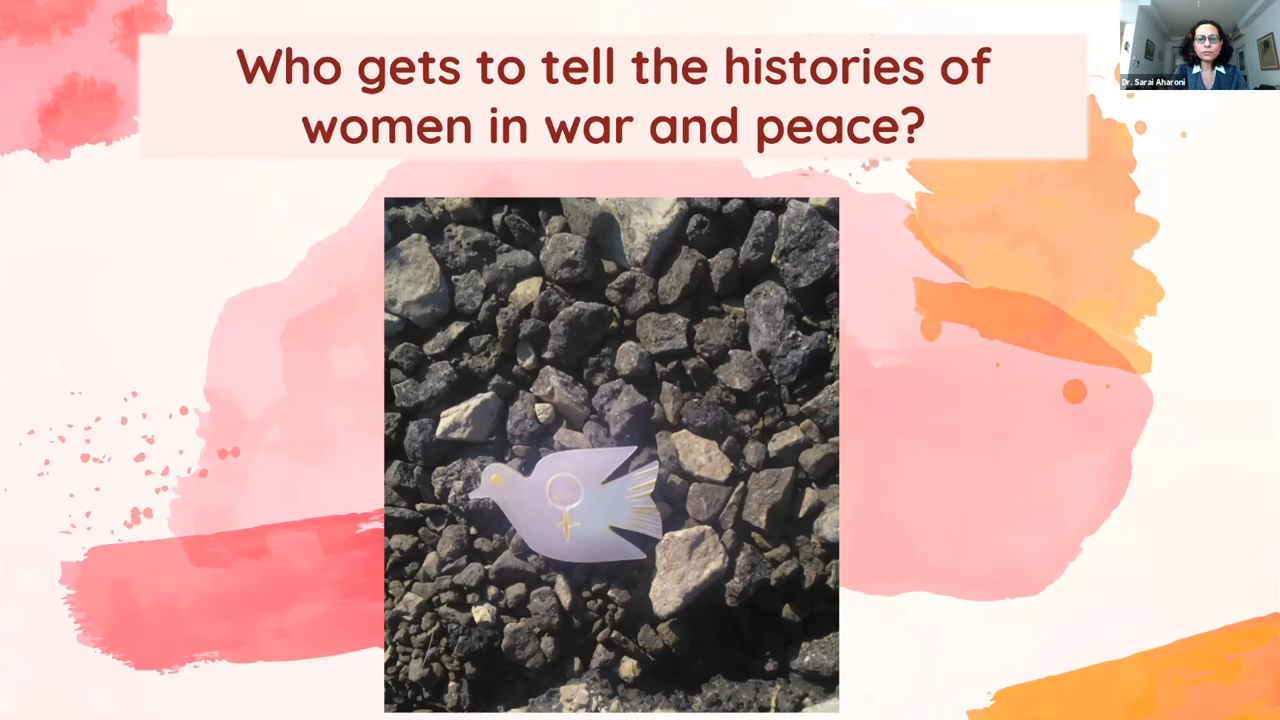 Who gets to tell the histories of
women in war and peace?
Dr. Sarai Aharoni